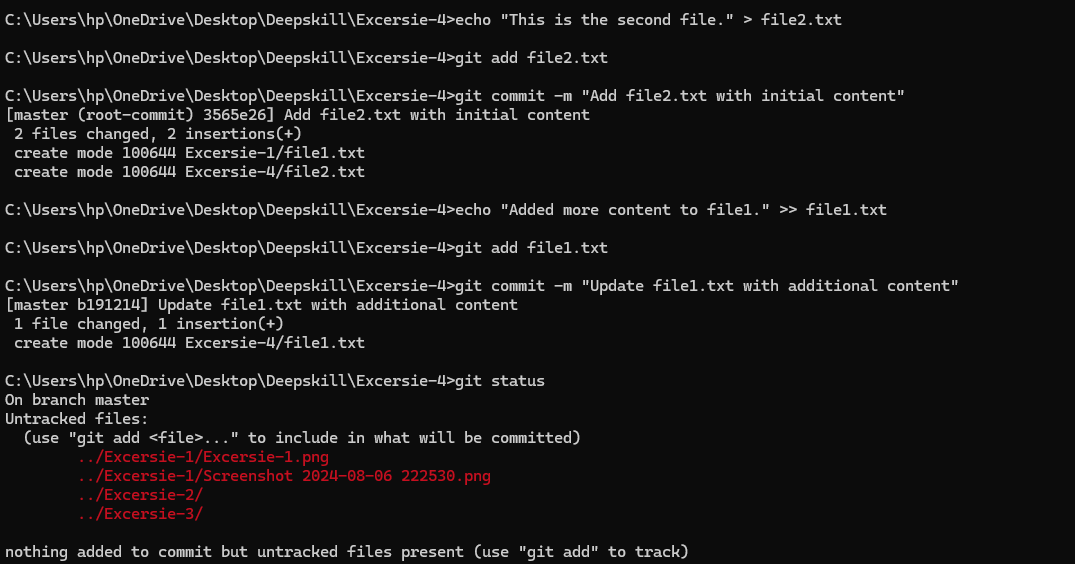 C:\Users\hp\OneDrive\Desktop\Deepskill\Excersie-4>echo "This is the second file." > file2.txt
C:\Users\hp\OneDrive\Desktop\Deepskill\Excersie-4>git add file2.txt
C:\Users\hp\OneDrive\Desktop\Deepskill\Excersie-4>git commit -m "Add file2.txt with initial content"
[master (root-commit) 3565e26] Add file2.txt with initial content
 2 files changed, 2 insertions(+)
 create mode 100644 Excersie-1/file1.txt
 create mode 100644 Excersie-4/file2.txt
C:\Users\hp\OneDrive\Desktop\Deepskill\Excersie-4>echo "Added more content to file1." >> file1.txt
C:\Users\hp\OneDrive\Desktop\Deepskill\Excersie-4>git add file1.txt
C:\Users\hp\OneDrive\Desktop\Deepskill\Excersie-4>git commit -m "Update file1.txt with additional content"
[master b191214] Update file1.txt with additional content
 1 file changed, 1 insertion(+)
 create mode 100644 Excersie-4/file1.txt
C:\Users\hp\OneDrive\Desktop\Deepskill\Excersie-4>git status
On branch master
Untracked files:
  (use "git add <file>..." to include in what will be committed)
        ../Excersie-1/Excersie-1.png
        ../Excersie-1/Screenshot 2024-08-06 222530.png
        ../Excersie-2/
        ../Excersie-3/
nothing added to commit but untracked files present (use "git add" to track)